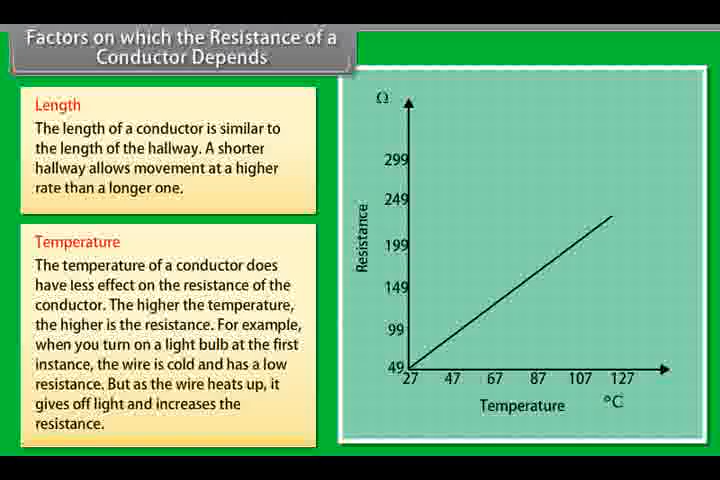 Factors on which the Resistance of a
Conductor Depends
Length
The length of a conductor is similar to
the length of the hallway. A shorter
hallway allows movement at a higher
rate than a longer one.
Temperature
The temperature of a conductor does
have less effect on the resistance of the
conductor. The higher the temperature,
the higher is the resistance. For example,
when you turn on a light bulb at the first
instance, the wire is cold and has a low
resistance. But as the wire heats up, it
gives off light and increases the
resistance.
Ω
299
249
199
149
99
49
Resistance
27 47 67 87 107 127
Temperature °C